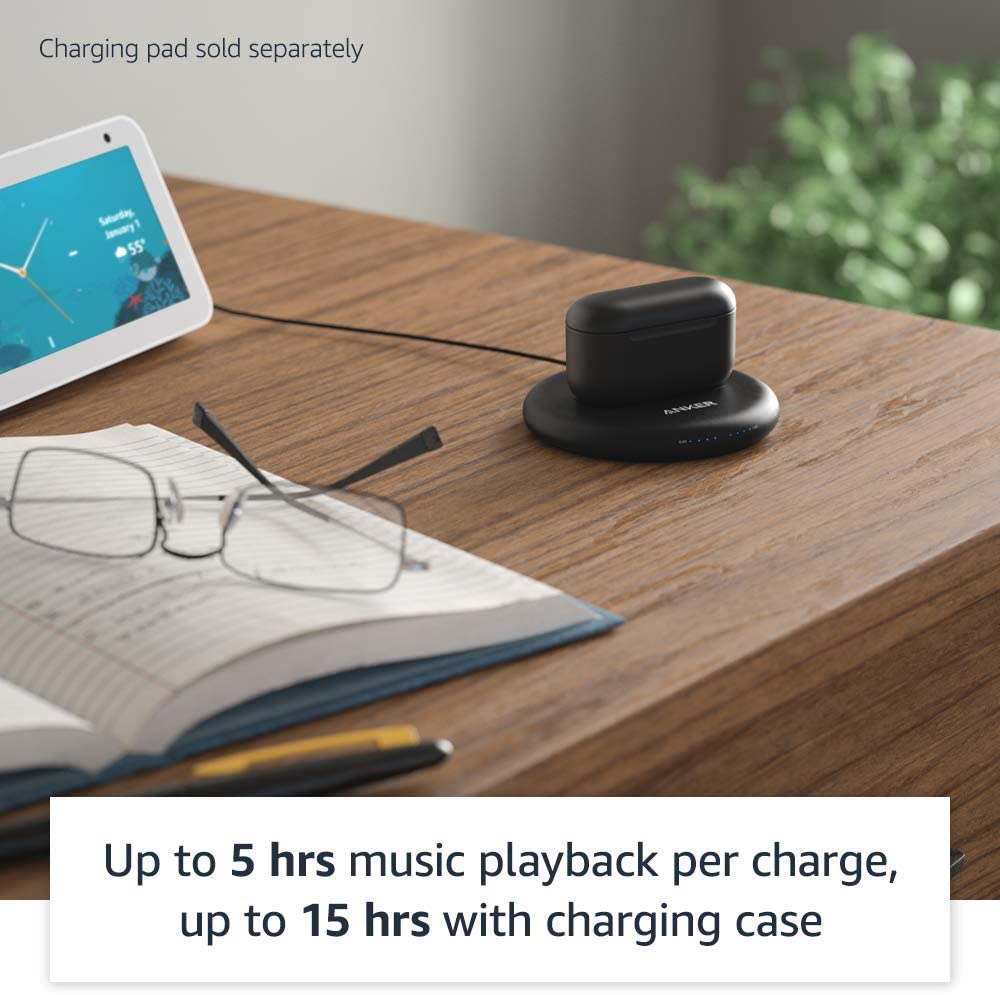 Charging pad sold separately
Saturday,
January 1
55°
ANKER
Up to 5 hrs music playback per charge,
up to 15 hrs with charging case